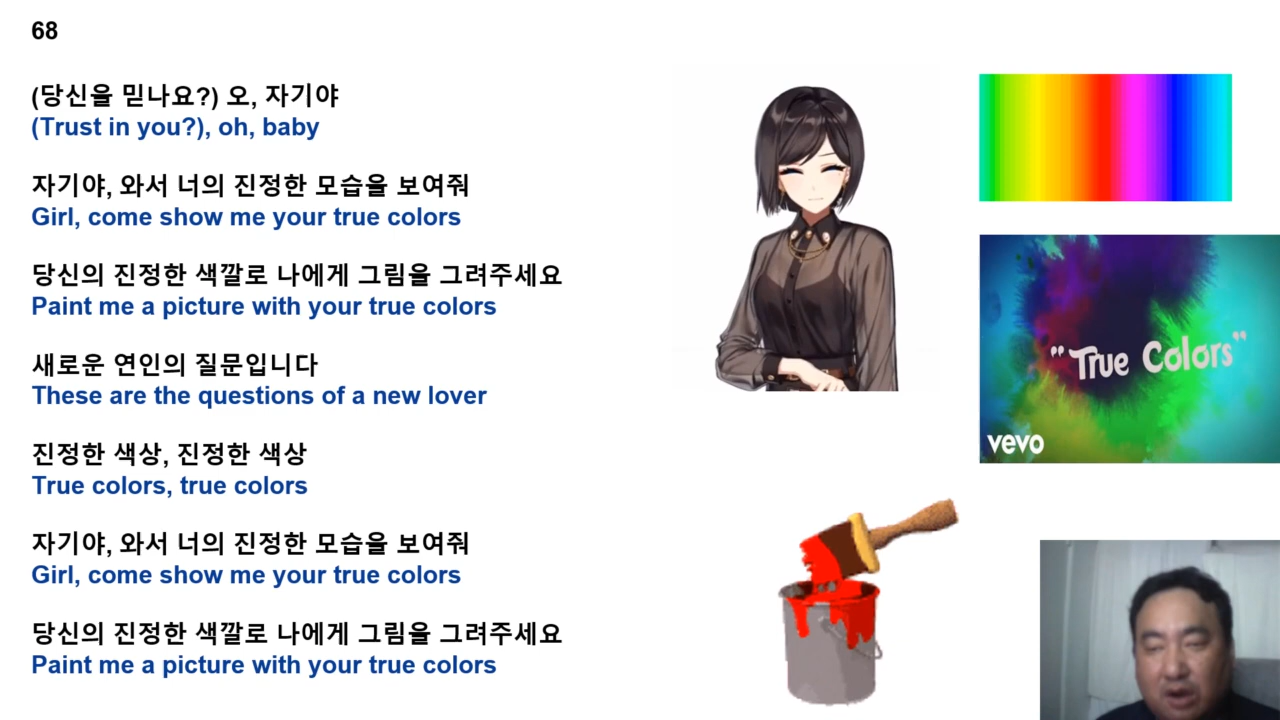 68
(당신을 믿나요?) 오, 자기야
(Trust in you?), oh, baby
자기야, 와서 너의 진정한 모습을 보여줘
Girl, come show me your true colors
당신의 진정한 색깔로 나에게 그림을 그려주세요
Paint me a picture with your true colors
새로운 연인의 질문입니다
These are the questions of a new lover
진정한 색상, 진정한 색상
True colors, true colors
자기야, 와서 너의 진정한 모습을 보여줘
Girl, come show me your true colors
당신의 진정한 색깔로 나에게 그림을 그려주세요
Paint me a picture with your true colors
"True Colors"
vevo